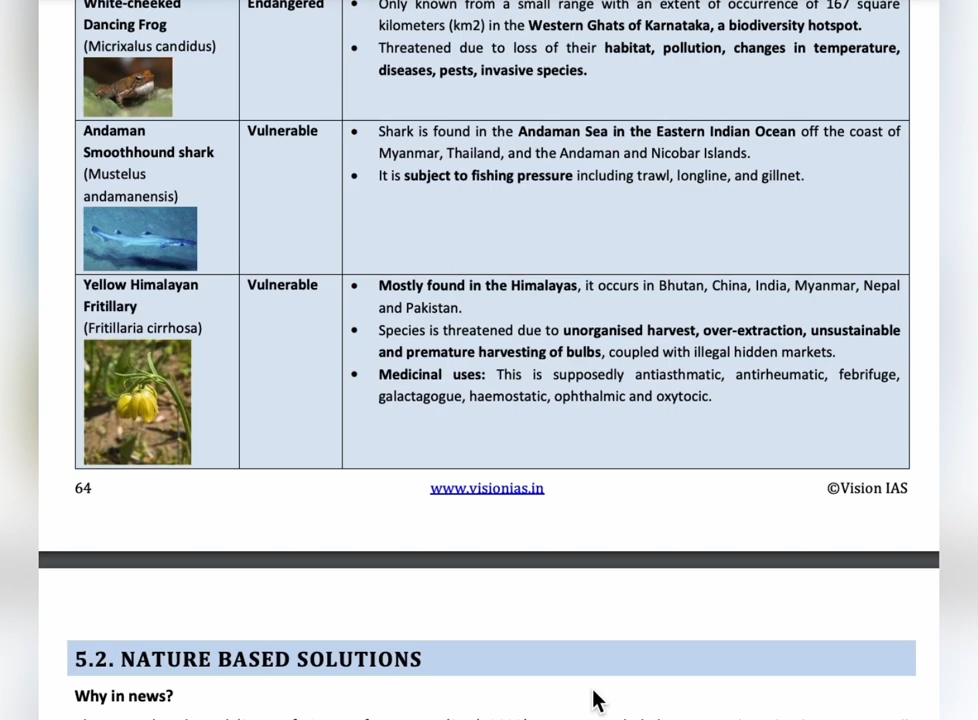 White-cheeked
Dancing Frog
(Micrixalus candidus)
Endangered
• Only known from a small range with an extent of occurrence of 167 square
kilometers (km2) in the Western Ghats of Karnataka, a biodiversity hotspot.
• Threatened due to loss of their habitat, pollution, changes in temperature,
diseases, pests, invasive species.
Andaman
Smoothhound shark
(Mustelus
andamanensis)
Vulnerable
• Shark is found in the Andaman Sea in the Eastern Indian Ocean off the coast of
Myanmar, Thailand, and the Andaman and Nicobar Islands.
• It is subject to fishing pressure including trawl, longline, and gillnet.
Yellow Himalayan
Fritillary
(Fritillaria cirrhosa)
Vulnerable
• Mostly found in the Himalayas, it occurs in Bhutan, China, India, Myanmar, Nepal
and Pakistan.
• Species is threatened due to unorganised harvest, over-extraction, unsustainable
and premature harvesting of bulbs, coupled with illegal hidden markets.
• Medicinal uses: This is supposedly antiasthmatic, antirheumatic, febrifuge,
galactagogue, haemostatic, ophthalmic and oxytocic.
64 www.visionias.in ©Vision IAS
5.2. NATURE BASED SOLUTIONS
Why in news?